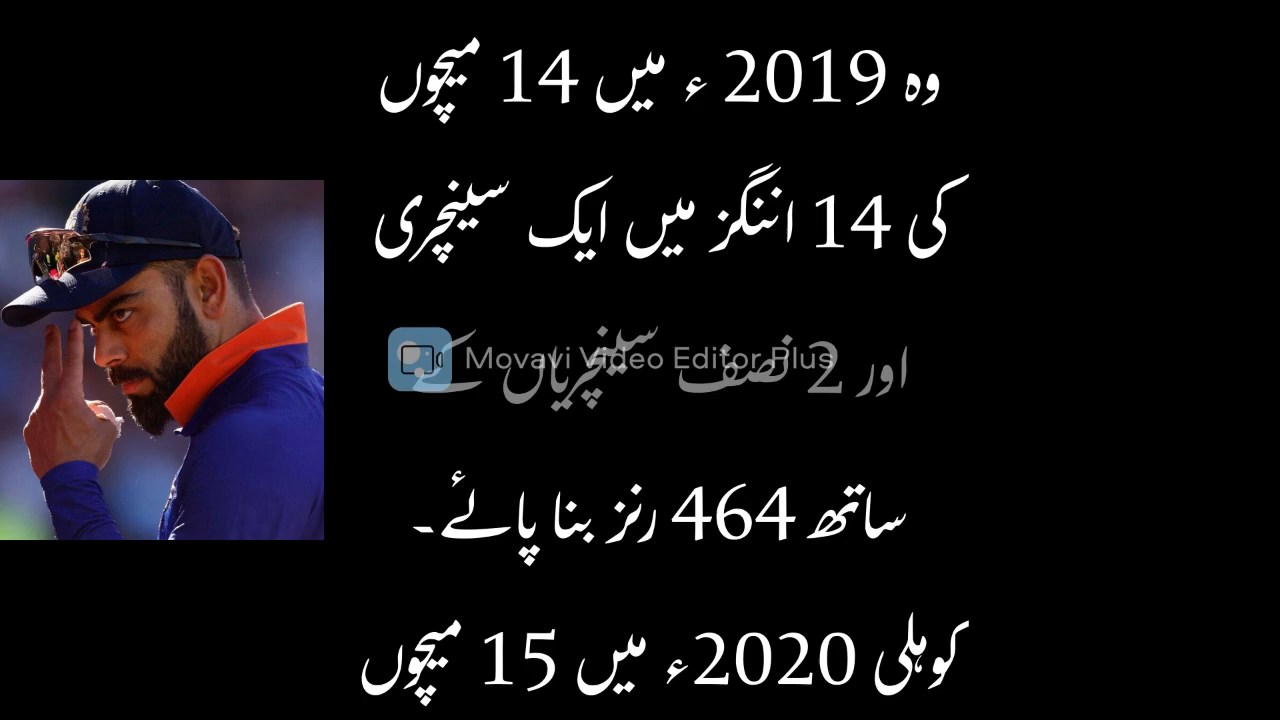 وہ 2019 ء میں 14 میچوں
کی 14 اننگز میں ایک سینچری
اور 2 نصف سینچریاں کے
Movavi Video Editor Plus
ساتھ 464 رنز بنا پائے۔
کوہلی 2020ء میں 15 میچوں